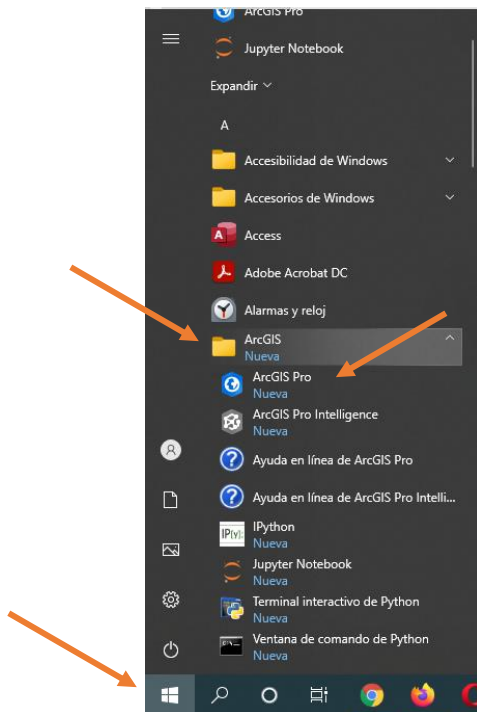 ArcGIS Pro
Jupyter Notebook
Expandir
A
Accesibilidad de Windows
Accesorios de Windows
Access
Adobe Acrobat DC
Alarmas y reloj
ArcGIS
Nueva
ArcGIS Pro
Nueva
ArcGIS Pro Intelligence
Nueva
Ayuda en línea de ArcGIS Pro
Ayuda en línea de ArcGIS Pro Intelli...
IP[y]:
IPython
Nueva
Jupyter Notebook
Nueva
Terminal interactivo de Python
Nueva
Ventana de comando de Python
Nueva